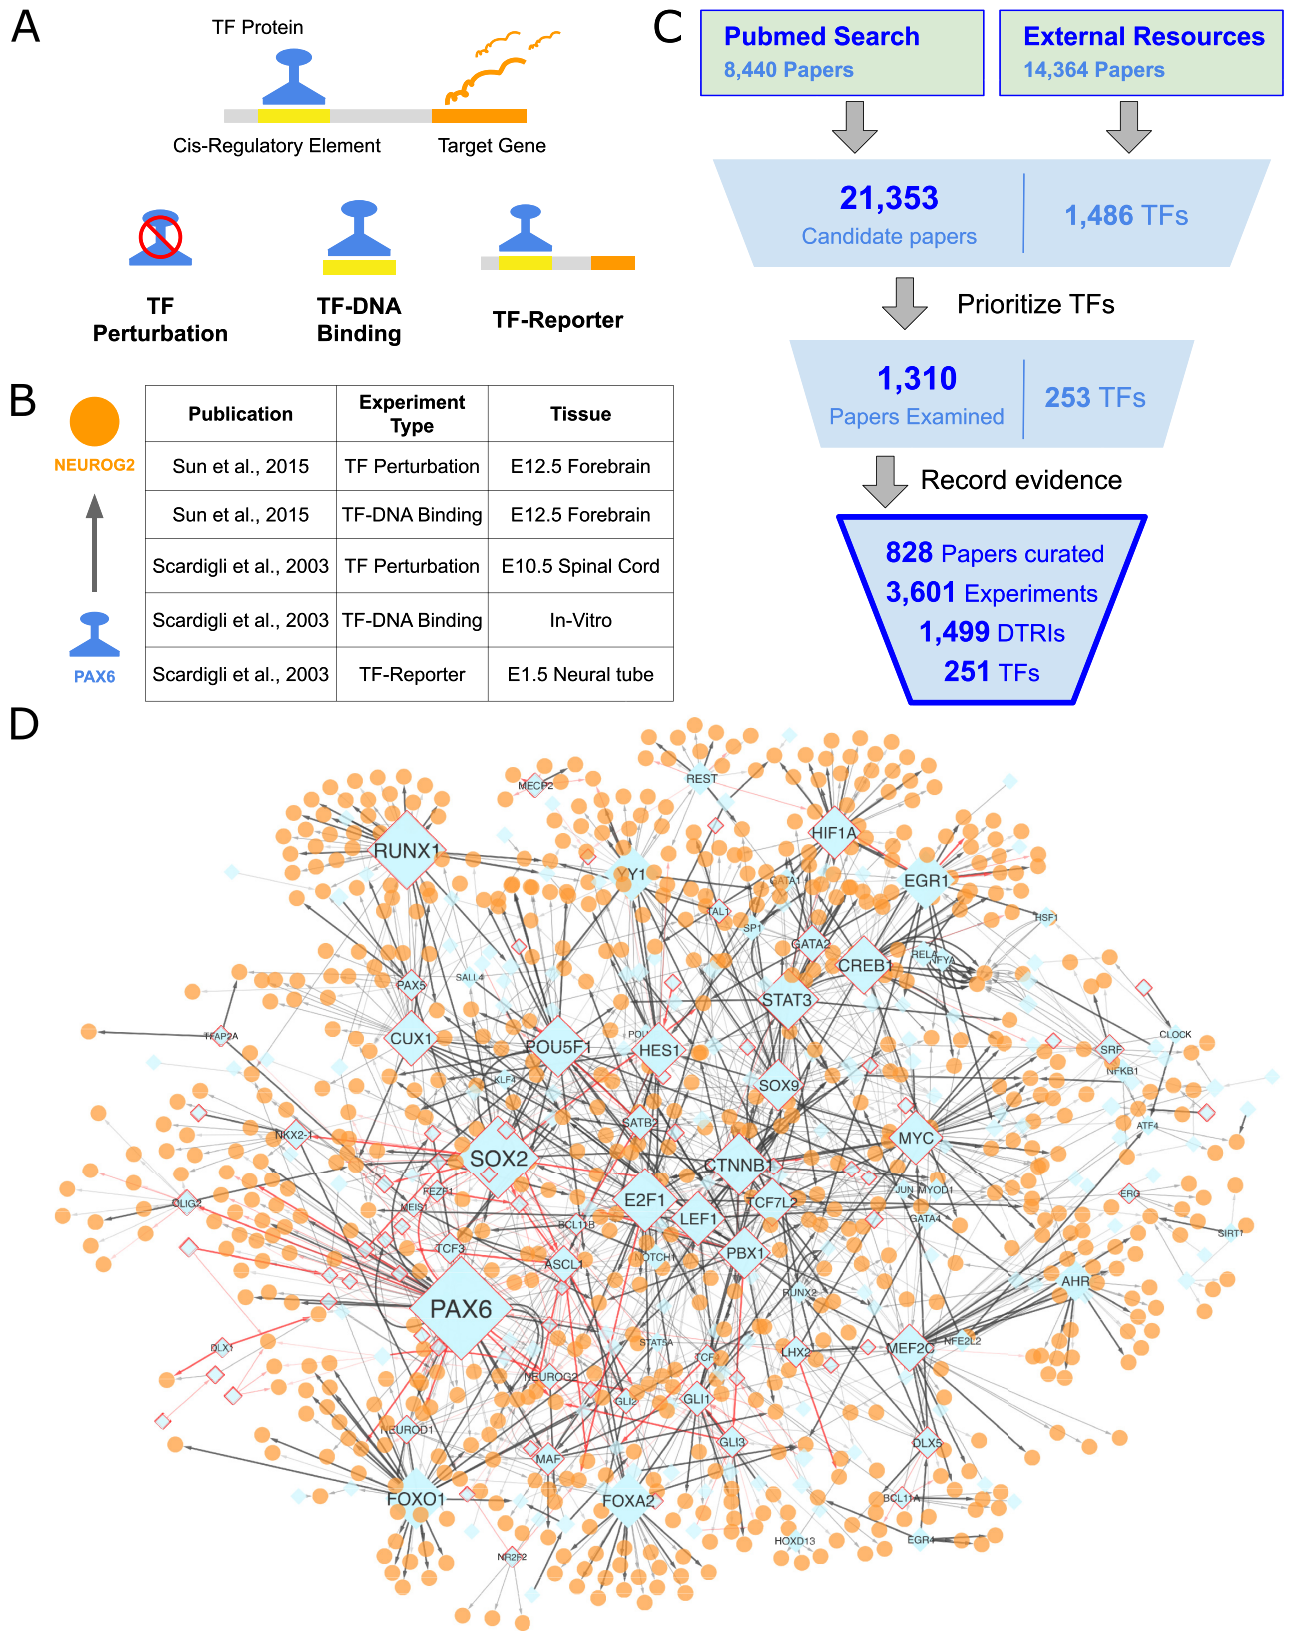 A
TF Protein
Cis-Regulatory Element
Target Gene
TF
Perturbation
TF-DNA
Binding
TF-Reporter
B
NEUROG2
PAX6
Publication
Experiment
Type
Tissue
Sun et al., 2015
TF Perturbation
E12.5 Forebrain
Sun et al., 2015
TF-DNA Binding
E12.5 Forebrain
Scardigli et al., 2003
TF Perturbation
E10.5 Spinal Cord
Scardigli et al., 2003
TF-DNA Binding
In-Vitro
Scardigli et al., 2003
TF-Reporter
E1.5 Neural tube
C
Pubmed Search
8,440 Papers
External Resources
14,364 Papers
21,353
Candidate papers
1,486 TFs
Prioritize TFs
1,310
Papers Examined
253 TFs
Record evidence
828 Papers curated
3,601 Experiments
1,499 DTRIs
251 TFs
D
REST
MECP2
HIF1A
RUNX1
YY1
GATA1
EGR1
TAL1
SP1
HSF1
GATA2
CREB1
RELA
NFYA
SALL4
PAX5
STAT3
TFAP2A
CUX1
POU5F1
HES1
CLOCK
SRF
NFKB1
KLF4
SOX9
SATB2
ATF4
NKX2-1
MYC
SOX2
CTNNB1
FEZF1
MEIS1
E2F1
TCF7L2
JUN
MYOD1
ERG
OLIG2
LEF1
GATA4
BCL11B
SIRT1
TCF3
ASCL1
PBX1
AHR
RUNX2
PAX6
STAT5A
NFE2L2
DLX1
LHX2
MEF2C
NEUROG2
GLI2
GLI1
NEUROD1
GLI3
DLX5
MAF
FOXO1
FOXA2
BCL11A
HOXD13
EGR4
NR2F2